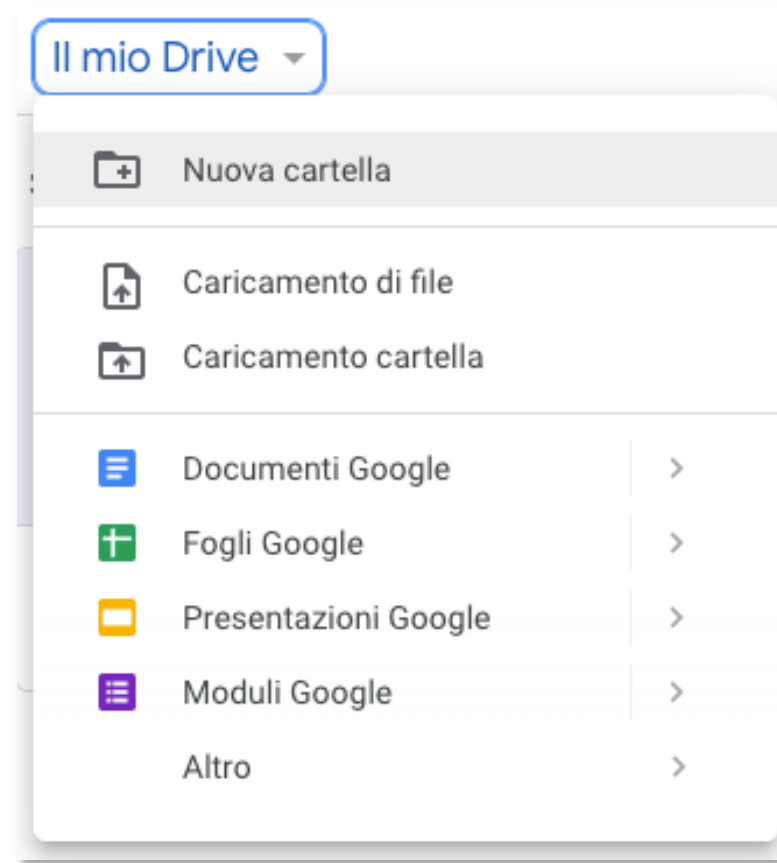 Il mio Drive
Nuova cartella
Caricamento di file
Caricamento cartella
Documenti Google
Fogli Google
Presentazioni Google
Moduli Google
Altro